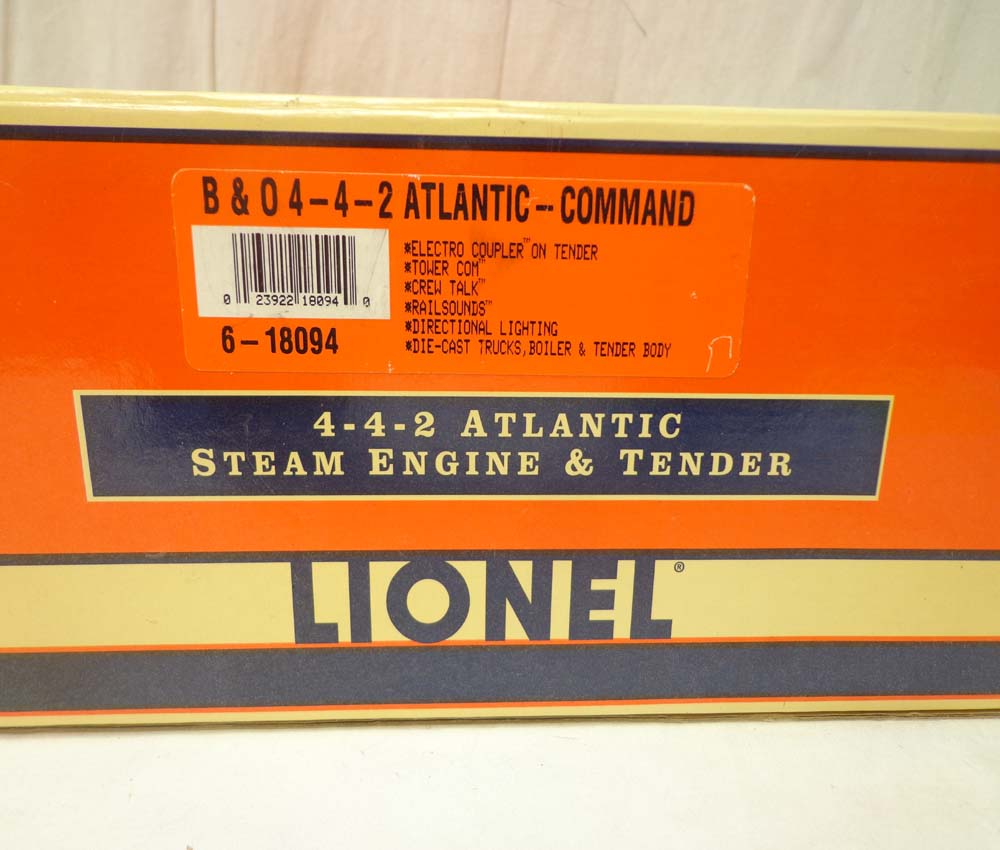 B & O 4-4-2 ATLANTIC-- COMMAND
*ELECTRO COUPLER™ ON TENDER
*TOWER COM™
*CREW TALK™
*RAILSOUNDS™
*DIRECTIONAL LIGHTING
*DIE-CAST TRUCKS, BOILER & TENDER BODY
0 23922 18094 0
6-18094
4-4-2 ATLANTIC
STEAM ENGINE & TENDER
LIONEL®